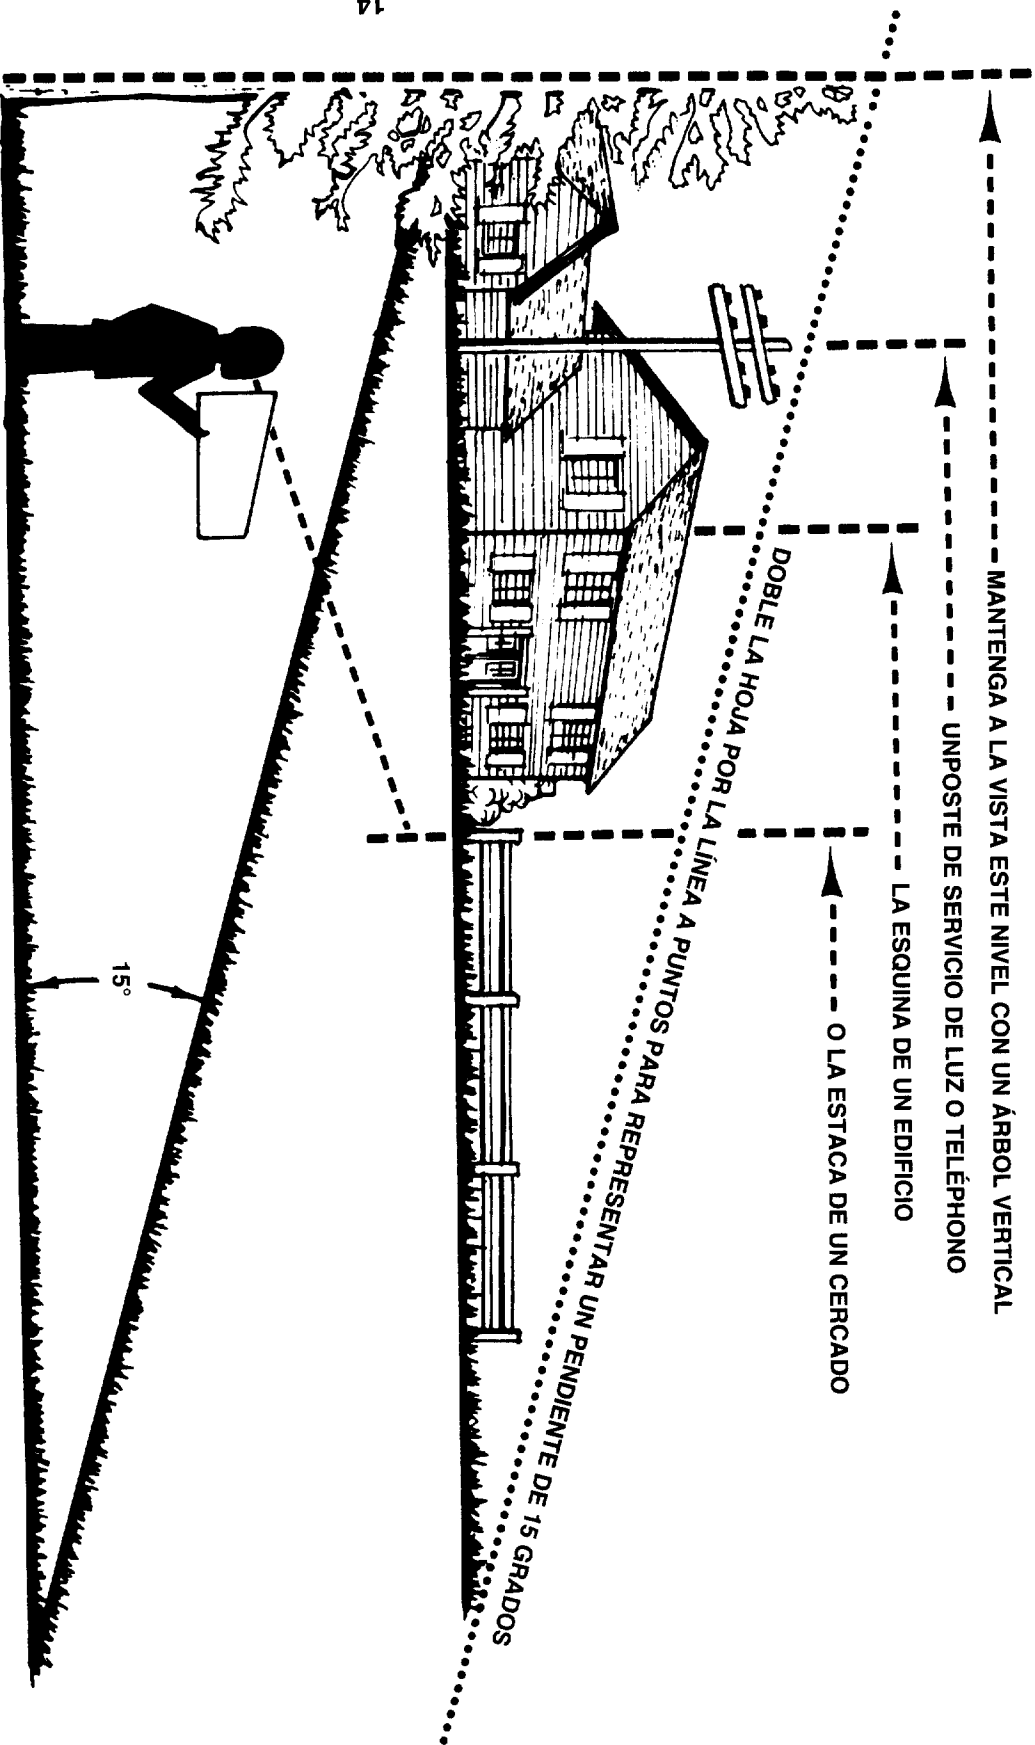 MANTENGA A LA VISTA ESTE NIVEL CON UN ÁRBOL VERTICAL
UNPOSTE DE SERVICIO DE LUZ O TELÉPHONO
LA ESQUINA DE UN EDIFICIO
O LA ESTACA DE UN CERCADO
DOBLE LA HOJA POR LA LÍNEA A PUNTOS PARA REPRESENTAR UN PENDIENTE DE 15 GRADOS
15°
14